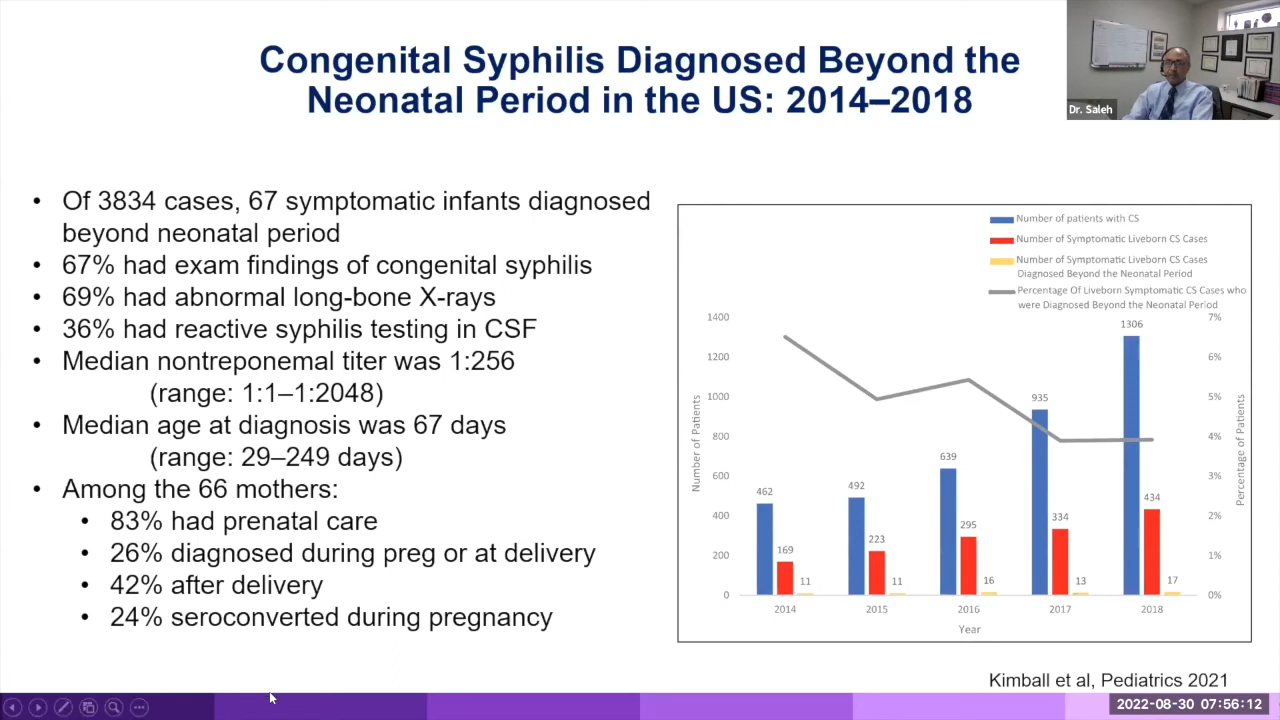 Congenital Syphilis Diagnosed Beyond the
Neonatal Period in the US: 2014–2018
Dr. Saleh
• Of 3834 cases, 67 symptomatic infants diagnosed
beyond neonatal period
• 67% had exam findings of congenital syphilis
• 69% had abnormal long-bone X-rays
• 36% had reactive syphilis testing in CSF
• Median nontreponemal titer was 1:256
(range: 1:1–1:2048)
• Median age at diagnosis was 67 days
(range: 29–249 days)
• Among the 66 mothers:
• 83% had prenatal care
• 26% diagnosed during preg or at delivery
• 42% after delivery
• 24% seroconverted during pregnancy
Number of patients with CS
Number of Symptomatic Liveborn CS Cases
Number of Symptomatic Liveborn CS Cases
Diagnosed Beyond the Neonatal Period
Percentage Of Liveborn Symptomatic CS Cases who
were Diagnosed Beyond the Neonatal Period
Number of Patients
1400
1200
1000
800
600
400
200
0
462
169
11
492
223
11
639
295
16
935
334
13
1306
434
17
7%
6%
5%
4%
3%
2%
1%
0%
Percentage of Patients
2014 2015 2016 2017 2018
Year
Kimball et al, Pediatrics 2021
2022-08-30 07:56:12